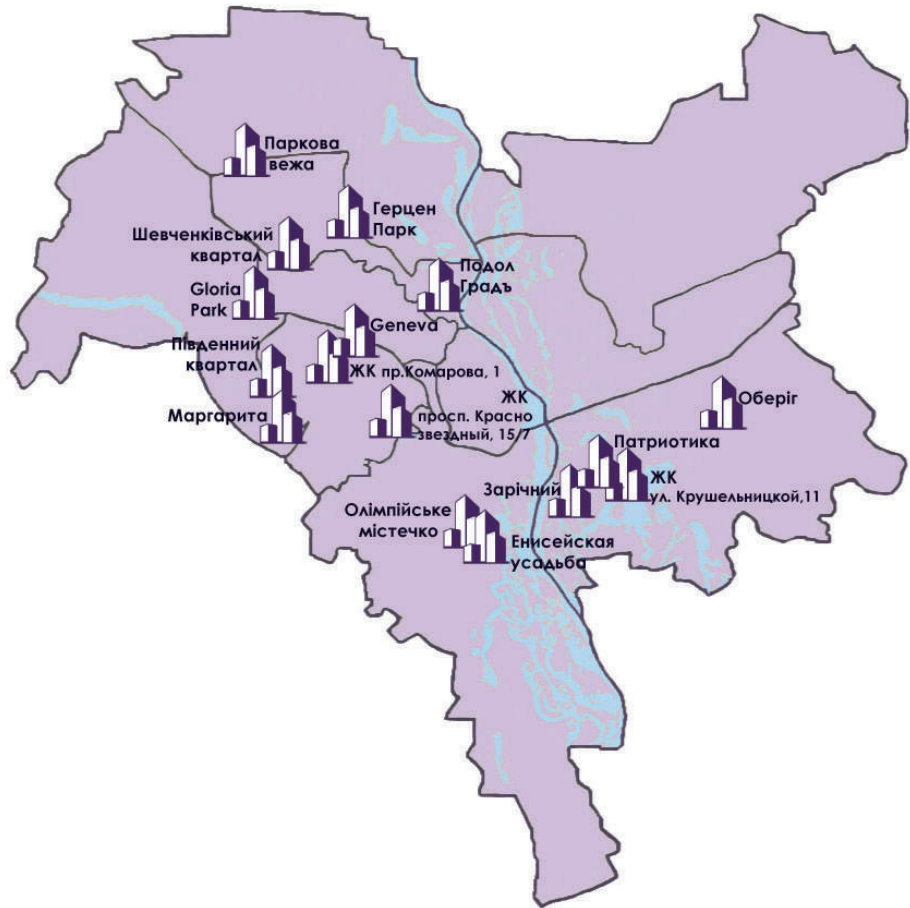 Паркова
вежа
Герцен
Парк
Шевченківський
квартал
Подол
Градъ
Gloria
Park
Geneva
Південний
квартал
ЖК пр.Комарова, 1
ЖК
просп. Красно
звездный, 15/7
Маргарита
Оберіг
Патриотика
ЖК
ул. Крушельницкой,11
Зарічний
Олімпійське
містечко
Енисейская
усадьба